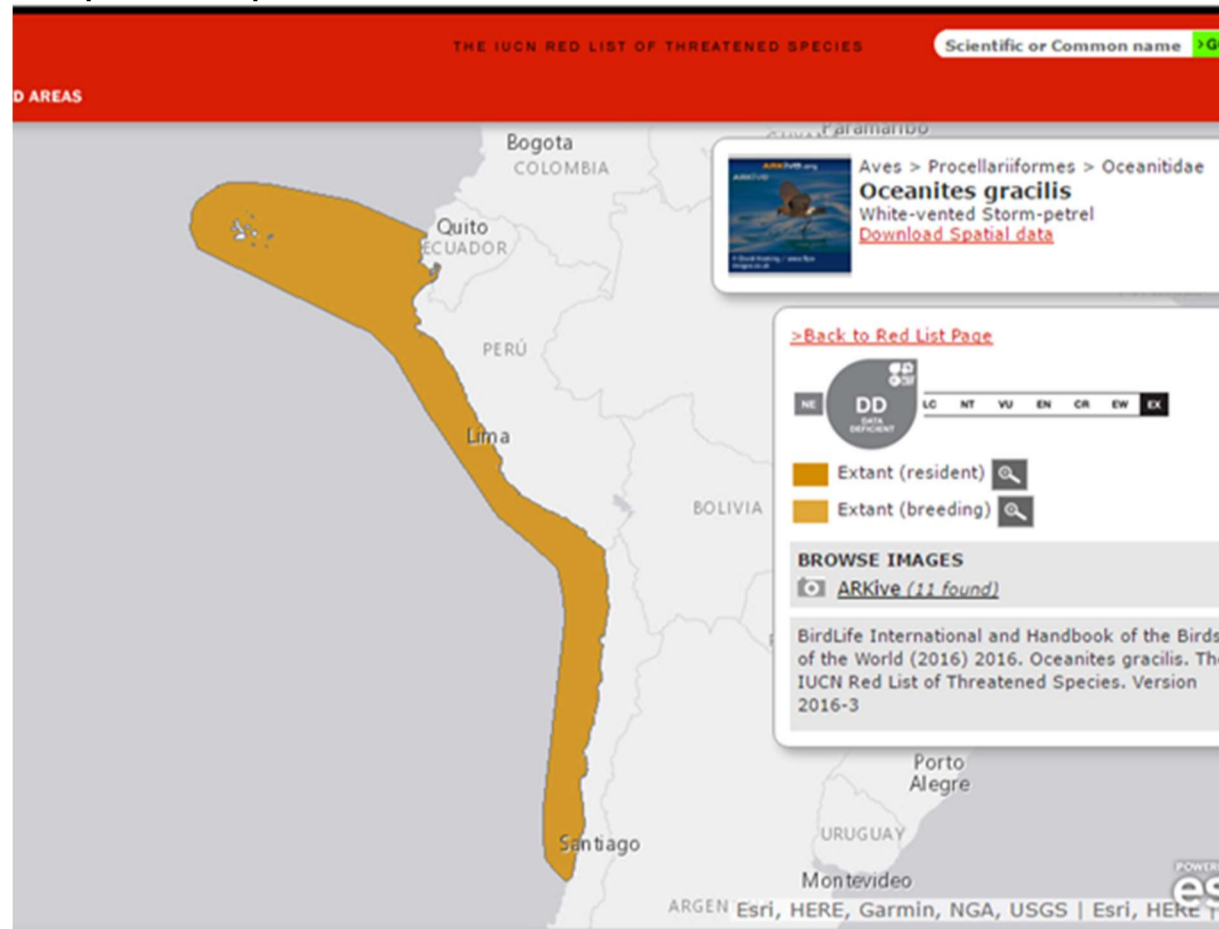 THE IUCN RED LIST OF THREATENED SPECIES
Scientific or Common name
D AREAS
Paramaribo
Bogota
COLOMBIA
Quito
ECUADOR
PERÚ
Lima
BOLIVIA
Santiago
Porto
Alegre
URUGUAY
Montevideo
Aves > Procellariiformes > Oceanitidae
Oceanites gracilis
White-vented Storm-petrel
Download Spatial data
>Back to Red List Page
NE
DD
DATA
DEFICIENT
LC NT VU EN CR EW EX
Extant (resident)
Extant (breeding)
BROWSE IMAGES
ARKive (11 found)
BirdLife International and Handbook of the Birds
of the World (2016) 2016. Oceanites gracilis. The
IUCN Red List of Threatened Species. Version
2016-3
ARGEN
Esri, HERE, Garmin, NGA, USGS | Esri, HERE |